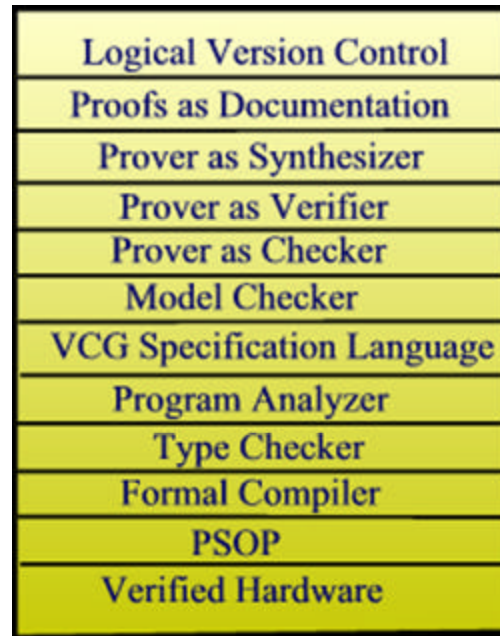 Logical Version Control
Proofs as Documentation
Prover as Synthesizer
Prover as Verifier
Prover as Checker
Model Checker
VCG Specification Language
Program Analyzer
Type Checker
Formal Compiler
PSOP
Verified Hardware